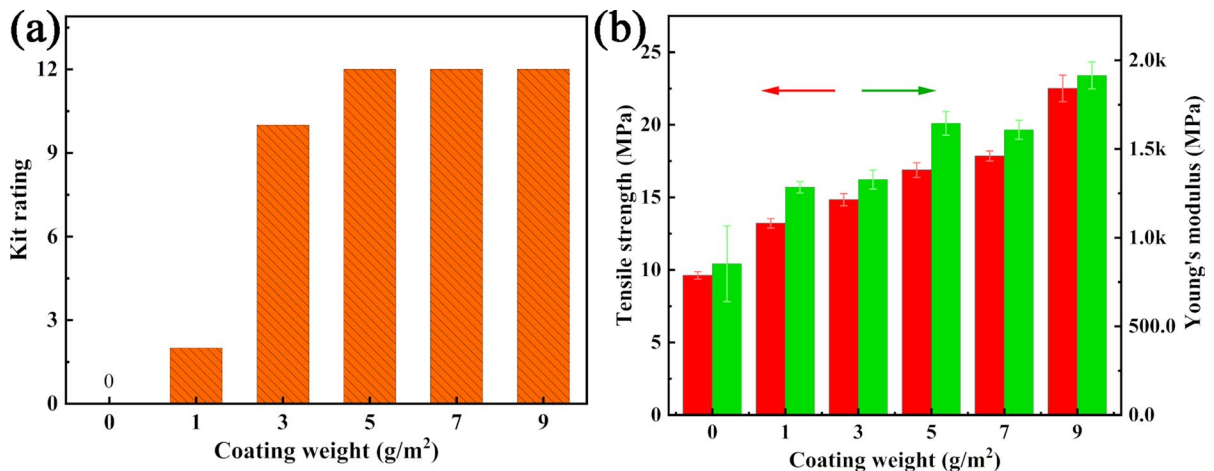 (a)
Kit rating
12
9
6
3
0
0
0 1 3 5 7 9
Coating weight (g/m²)
(b)
Tensile strength (MPa)
25
20
15
10
5
0
0 1 3 5 7 9
Coating weight (g/m²)
2.0k
1.5k
1.0k
500.0
0.0
Young's modulus (MPa)